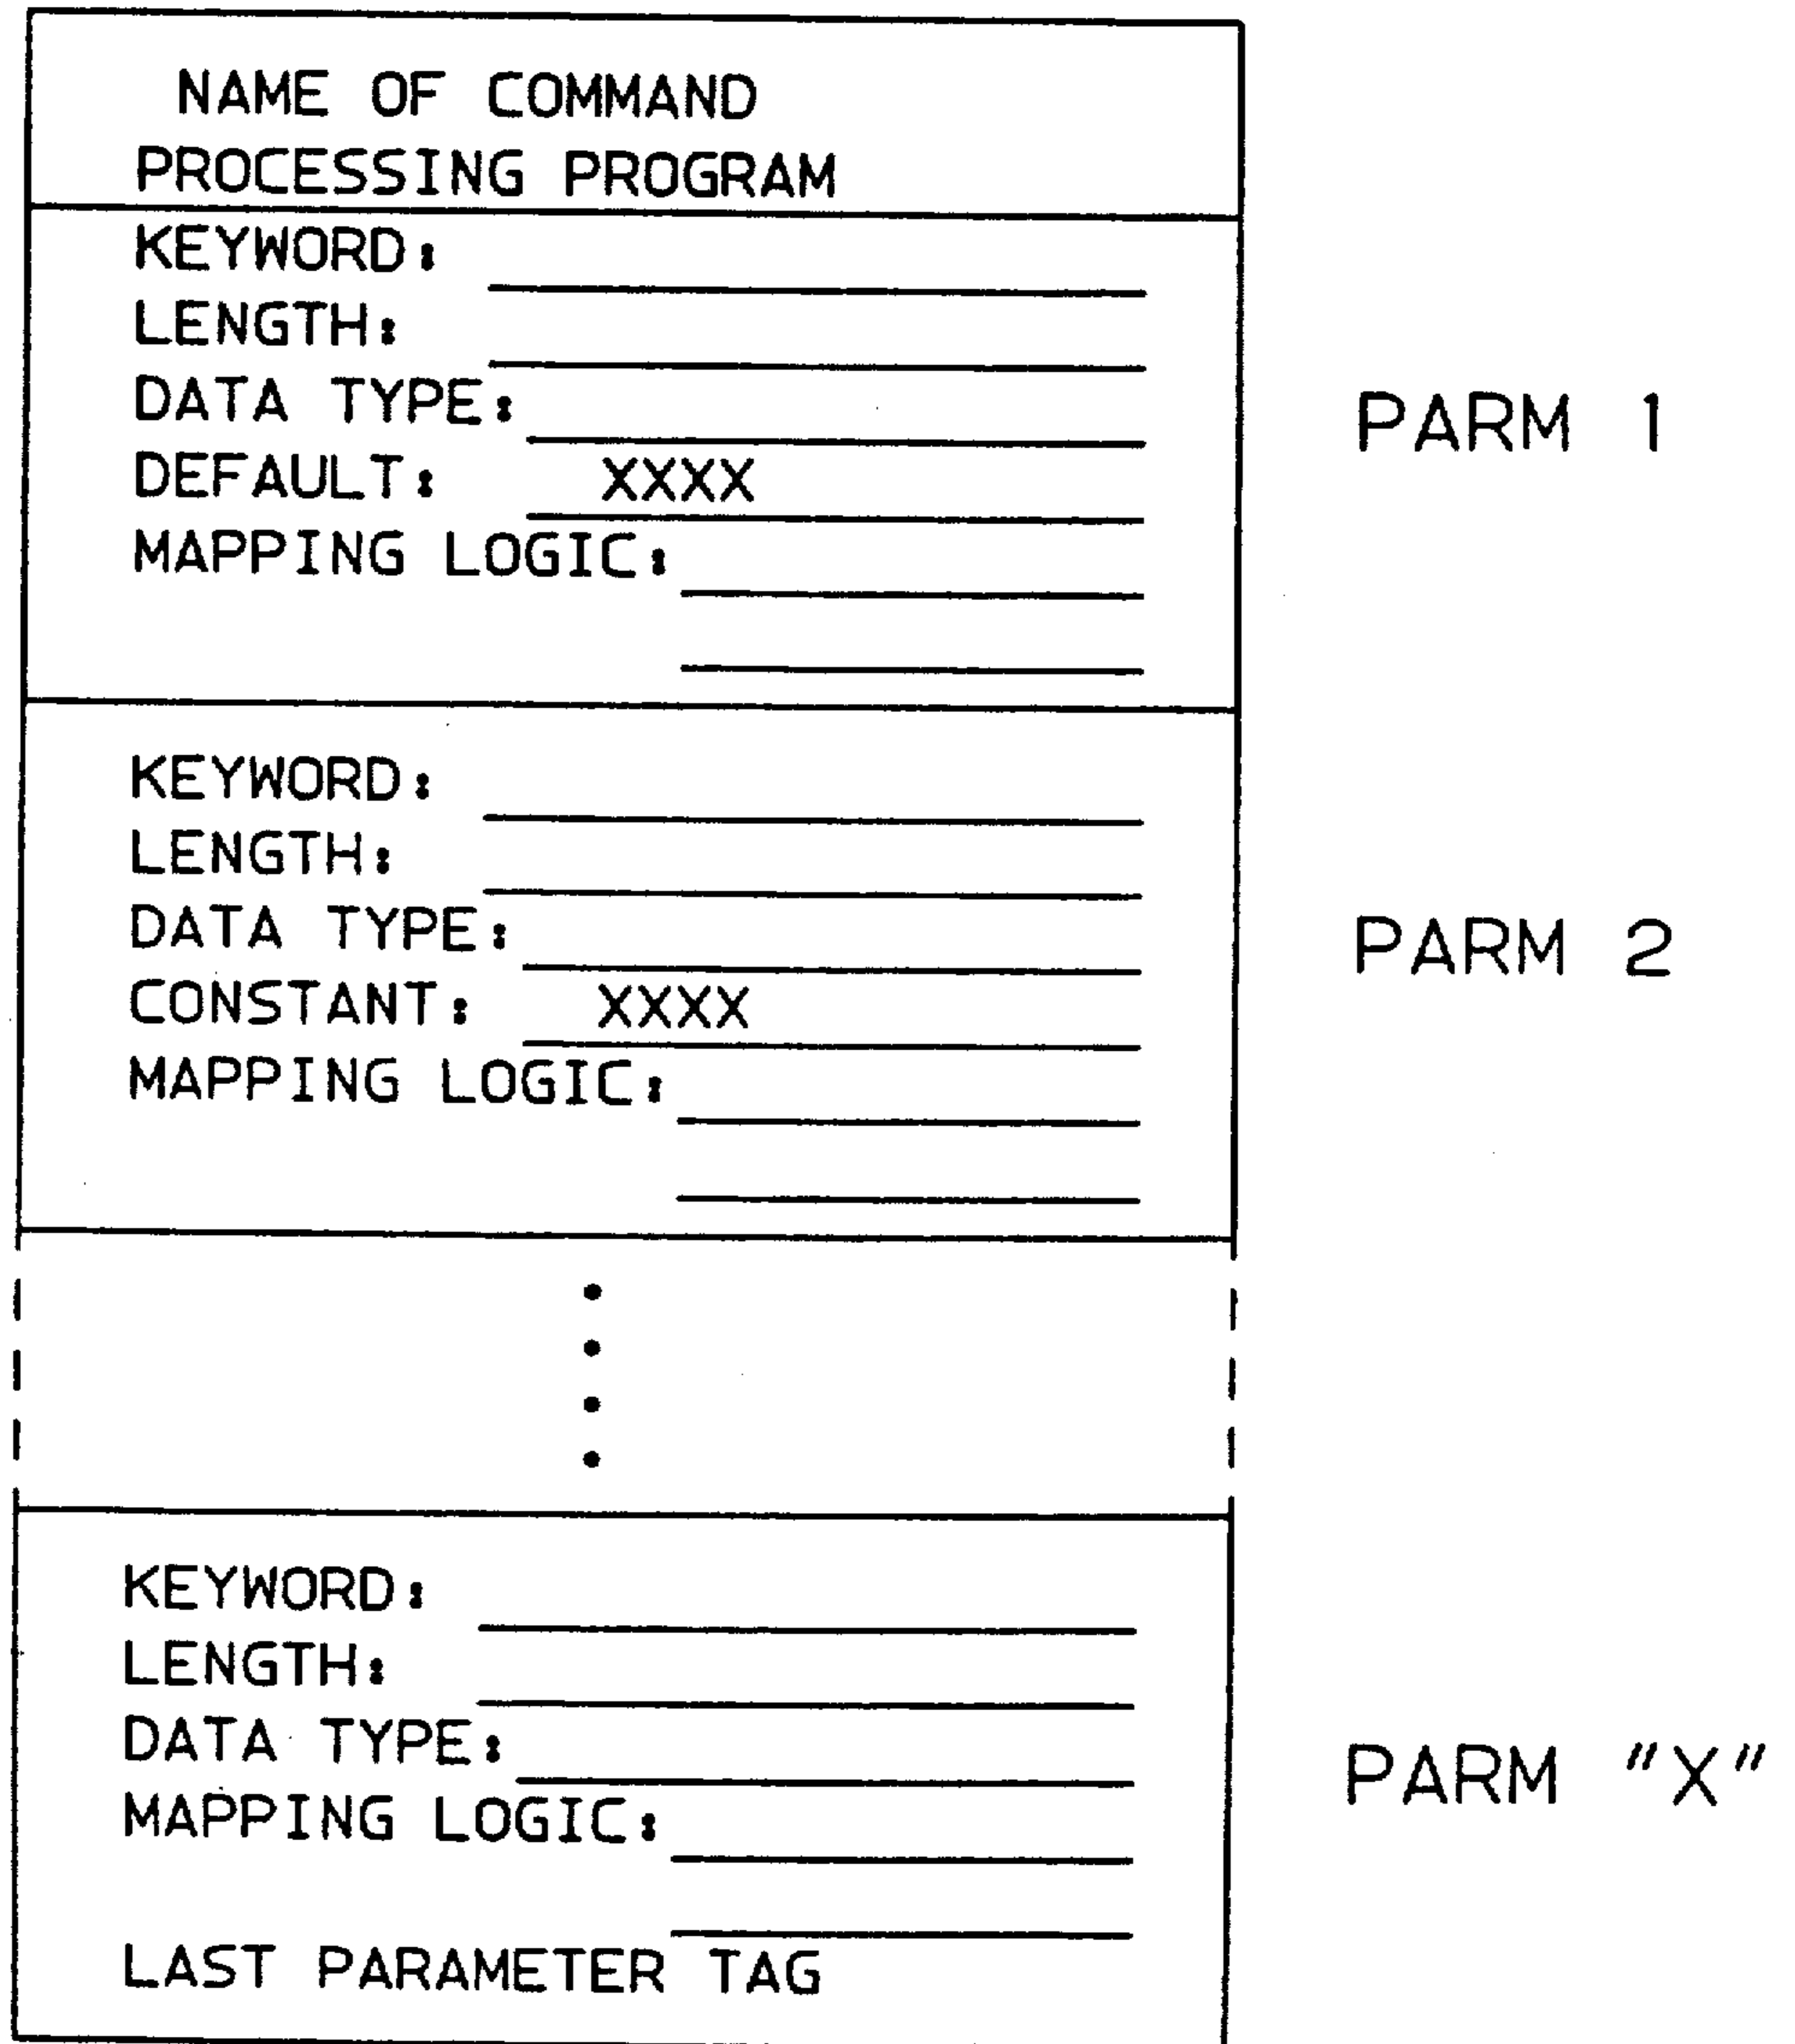 NAME OF COMMAND
PROCESSING PROGRAM
KEYWORD:
LENGTH:
DATA TYPE:
DEFAULT: XXXX
MAPPING LOGIC:
PARM 1
KEYWORD:
LENGTH:
DATA TYPE:
CONSTANT: XXXX
MAPPING LOGIC:
PARM 2
KEYWORD:
LENGTH:
DATA TYPE:
MAPPING LOGIC:
LAST PARAMETER TAG
PARM "X"